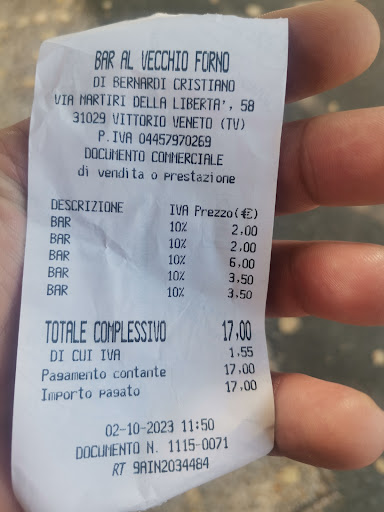 BAR AL VECCHIO FORNO
DI BERNARDI CRISTIANO
VIA MARTIRI DELLA LIBERTA', 58
31029 VITTORIO VENETO (TV)
P.IVA 04457970269
DOCUMENTO COMMERCIALE
di vendita o prestazione
DESCRIZIONE IVA Prezzo(€)
BAR 10% 2,00
BAR 10% 2,00
BAR 10% 6,00
BAR 10% 3,50
BAR 10% 3,50
TOTALE COMPLESSIVO 17,00
DI CUI IVA 1,55
Pagamento contante 17,00
Importo pagato 17,00
02-10-2023 11:50
DOCUMENTO N. 1115-0071
RT 9AIN2034484